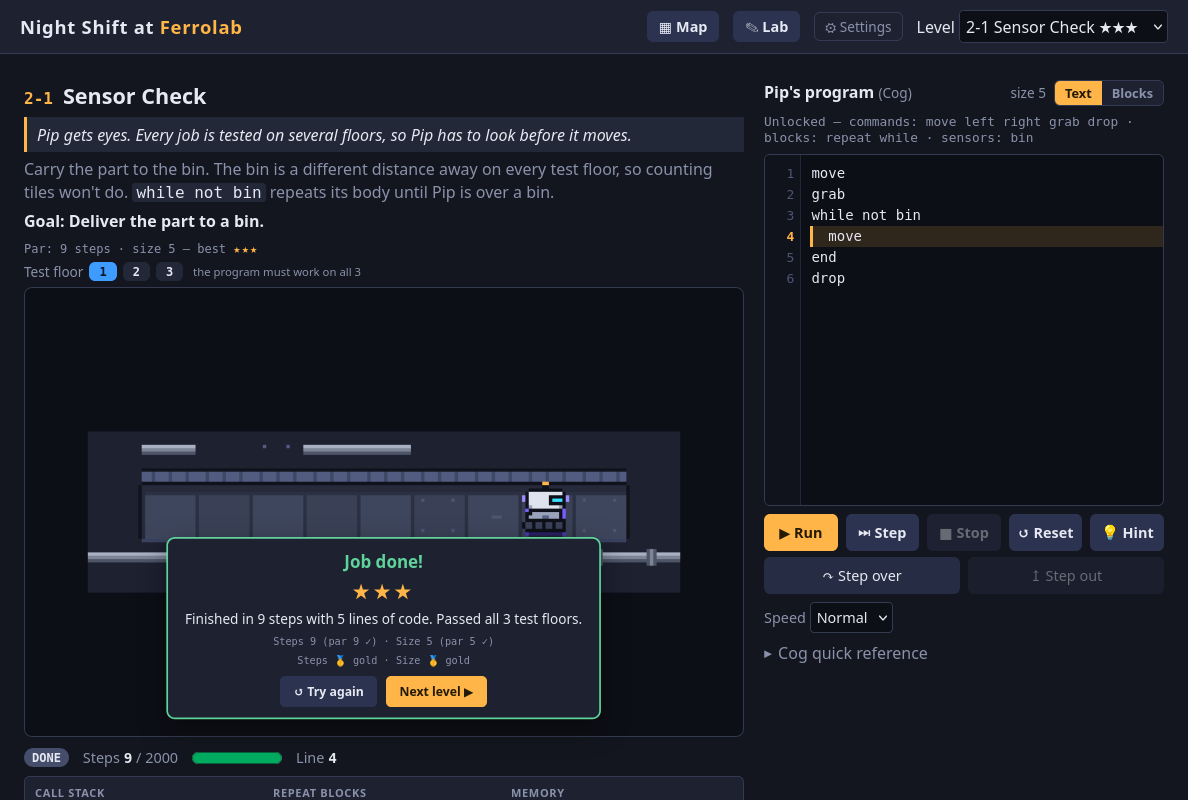 Night Shift at Ferrolab
▦ Map
✎ Lab
⚙ Settings
Level 2-1 Sensor Check ★★★
2-1 Sensor Check
Pip gets eyes. Every job is tested on several floors, so Pip has to look before it moves.
Carry the part to the bin. The bin is a different distance away on every test floor, so counting
tiles won't do. while not bin repeats its body until Pip is over a bin.
Goal: Deliver the part to a bin.
Par: 9 steps · size 5 — best ★★★
Test floor 1 2 3 the program must work on all 3
Job done!
★★★
Finished in 9 steps with 5 lines of code. Passed all 3 test floors.
Steps 9 (par 9 ✓) · Size 5 (par 5 ✓)
Steps 🥇 gold · Size 🥇 gold
↺ Try again
Next level ▶
DONE Steps 9 / 2000 Line 4
CALL STACK REPEAT BLOCKS MEMORY
Pip's program (Cog) size 5 Text Blocks
Unlocked — commands: move left right grab drop ·
blocks: repeat while · sensors: bin
1 move
2 grab
3 while not bin
4 move
5 end
6 drop
▶ Run
⏭ Step
■ Stop
↺ Reset
💡 Hint
↷ Step over
↥ Step out
Speed Normal
▸ Cog quick reference